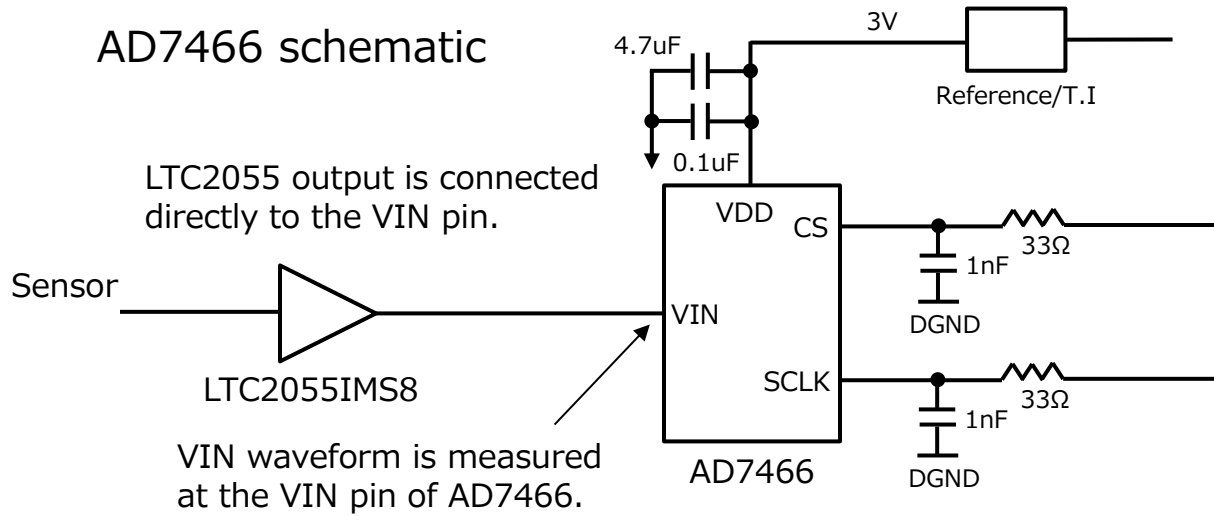 AD7466 schematic
4.7uF
3V
Reference/T.I
0.1uF
LTC2055 output is connected
directly to the VIN pin.
VDD
CS
33Ω
1nF
DGND
Sensor
VIN
LTC2055IMS8
SCLK
33Ω
1nF
DGND
VIN waveform is measured
at the VIN pin of AD7466.
AD7466